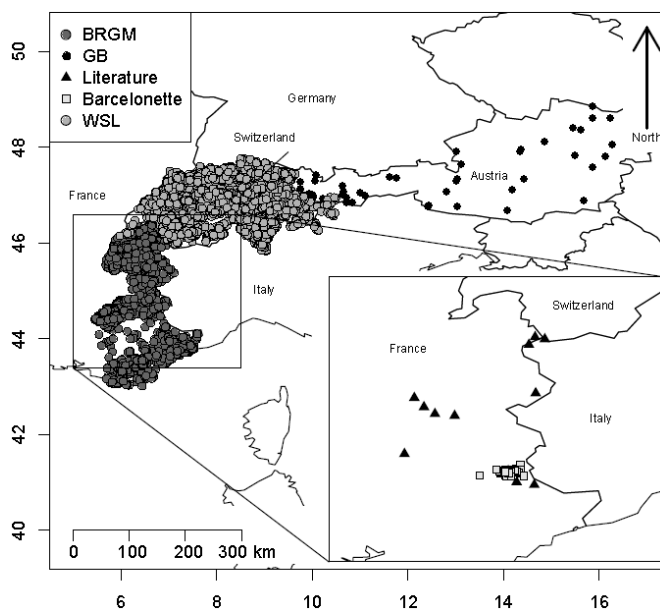 50
48
46
44
42
40
6
8
10
12
14
16
BRGM
GB
Literature
Barcelonette
WSL
Germany
Switzerland
North
Austria
France
Italy
Switzerland
France
Italy
0
100
200
300 km